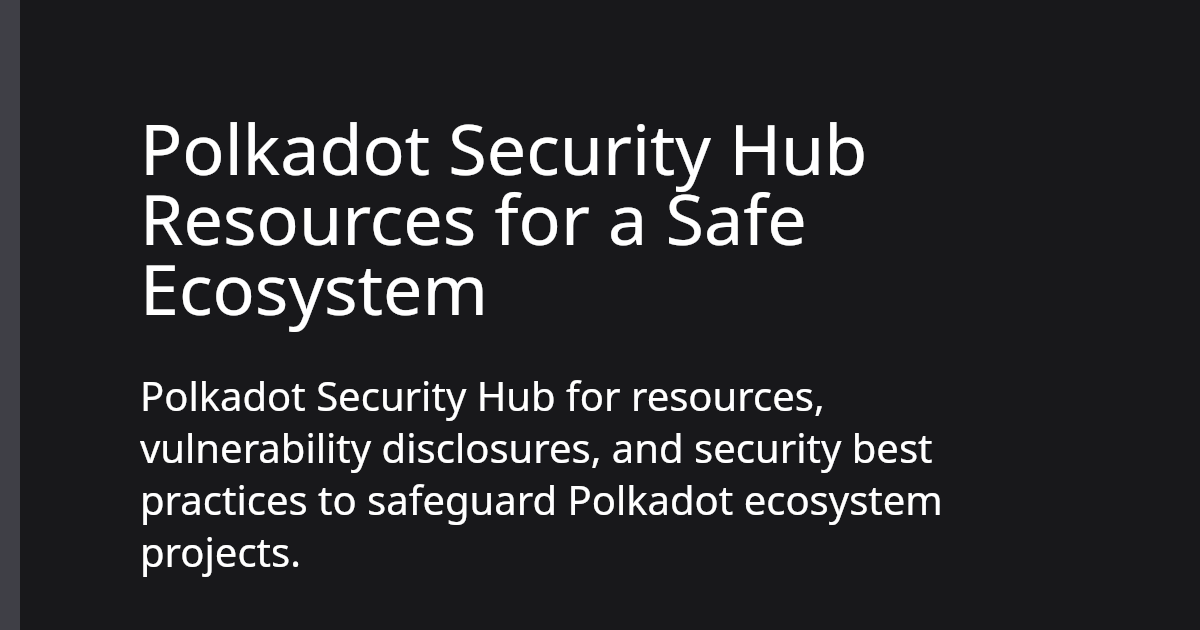 Polkadot Security Hub
Resources for a Safe
Ecosystem
Polkadot Security Hub for resources,
vulnerability disclosures, and security best
practices to safeguard Polkadot ecosystem
projects.